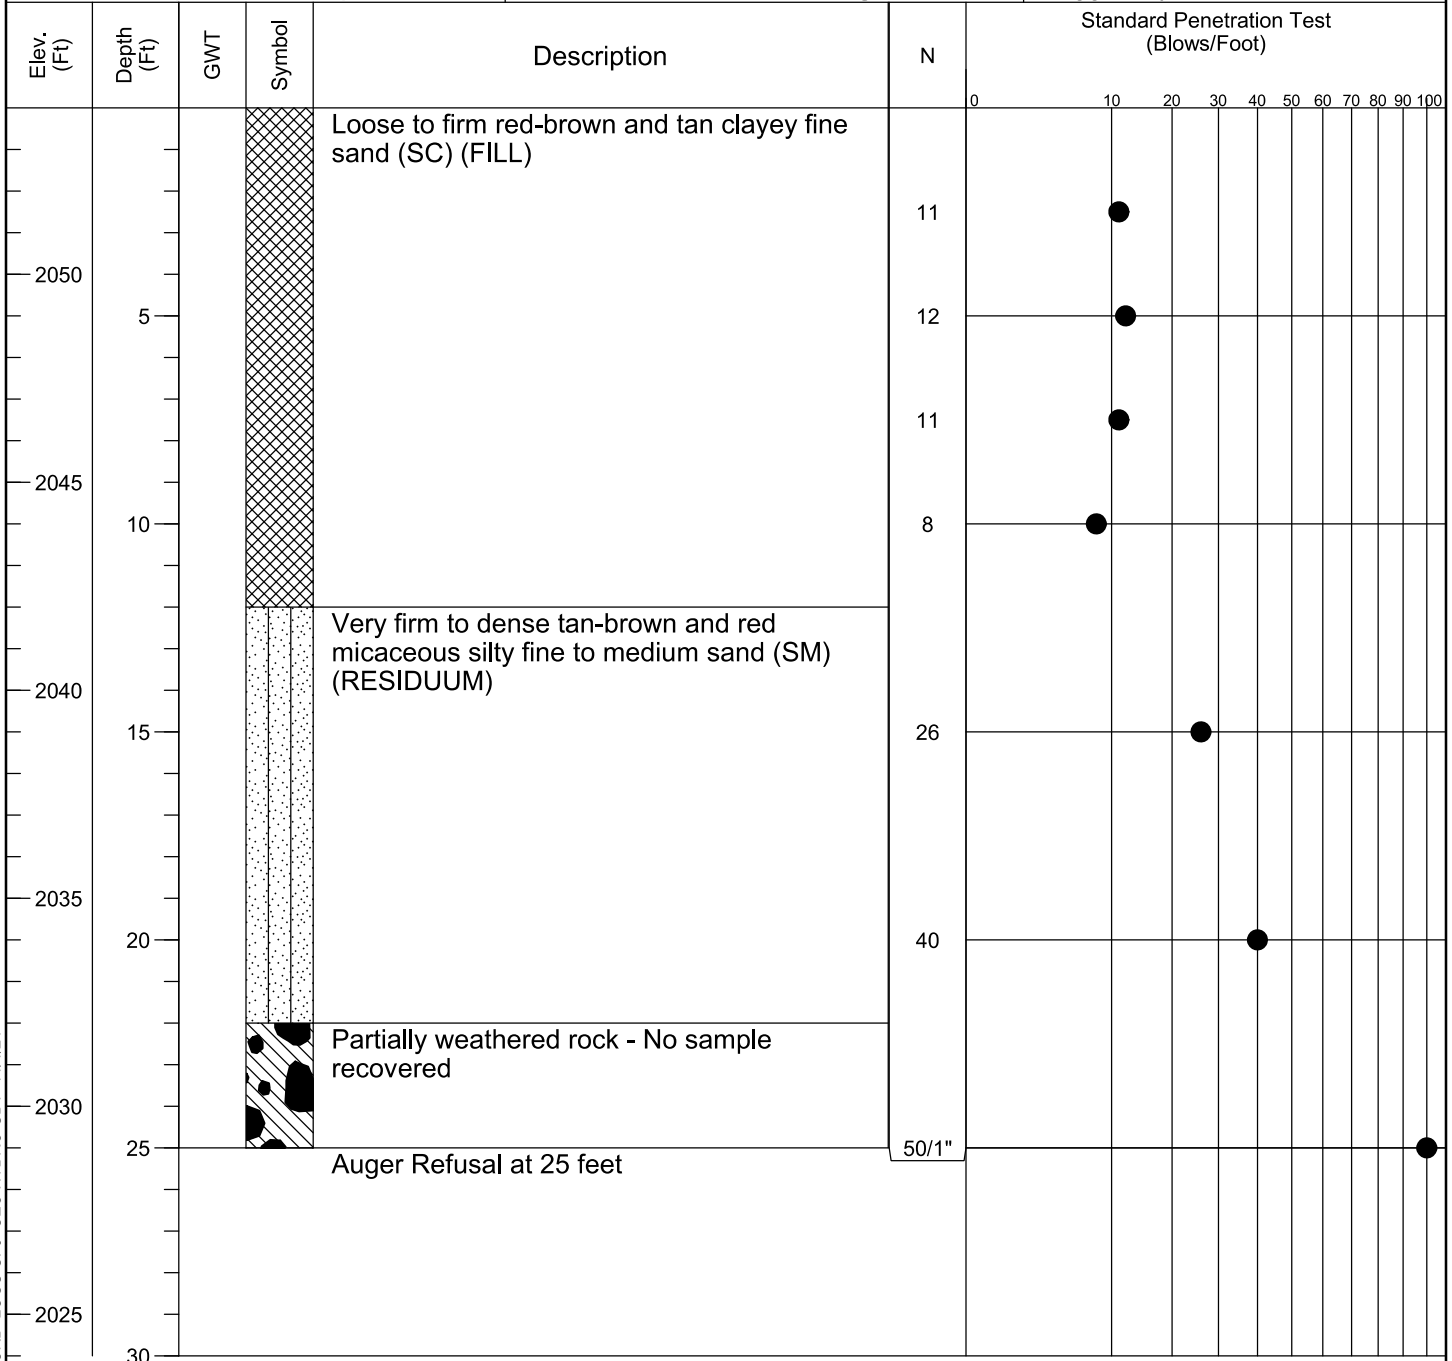 Elev. (Ft)
Depth (Ft)
GWT
Symbol
Description
N
Standard Penetration Test
(Blows/Foot)
0 10 20 30 40 50 60 70 80 90 100
Loose to firm red-brown and tan clayey fine
sand (SC) (FILL)
11
2050
5
12
11
2045
10
8
Very firm to dense tan-brown and red
micaceous silty fine to medium sand (SM)
(RESIDUUM)
2040
15
26
2035
20
40
Partially weathered rock - No sample
recovered
2030
25
50/1"
Auger Refusal at 25 feet
2025
30